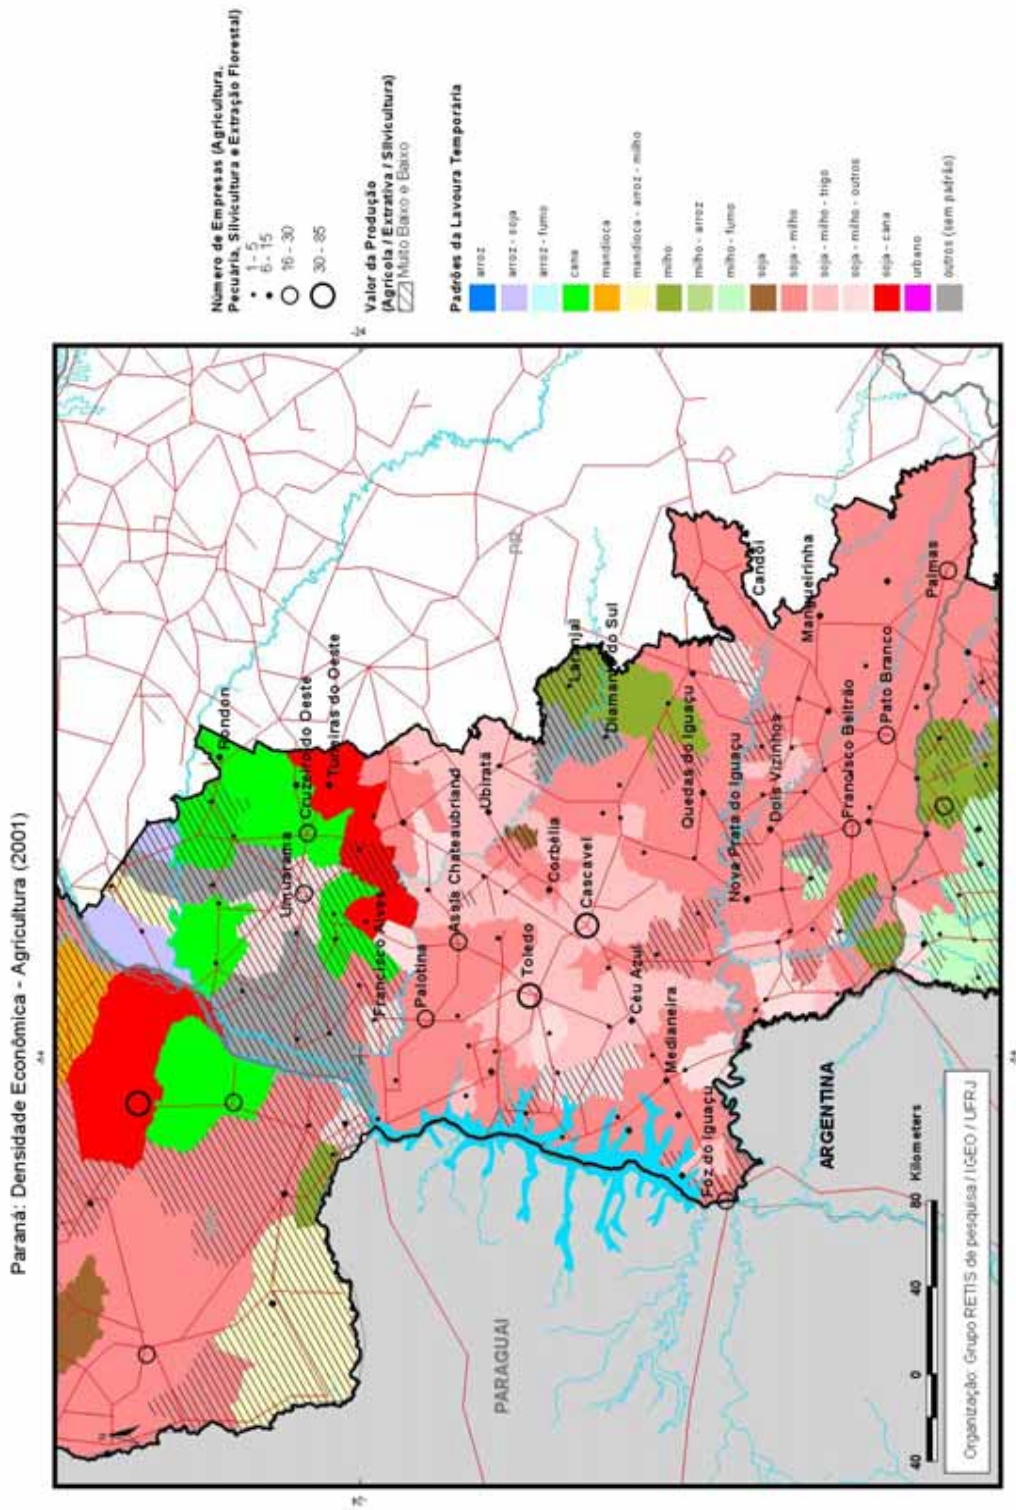 Paraná: Densidade Econômica - Agricultura (2001)
Número de Empresas (Agricultura,
Pecuária, Silvicultura e Extração Florestal)
1 - 5
6 - 15
16 - 30
30 - 85
Valor da Produção
(Agrícola / Extrativa / Silvicultura)
Muito Baixo e Baixo
Padrões da Lavoura Temporária
arroz
arroz - soja
arroz - fumo
cana
mandioca
mandioca - arroz - milho
milho
milho - arroz
milho - fumo
soja
soja - milho
soja - milho - trigo
soja - milho - outros
soja - cana
urbano
outros (sem padrão)
-54
-24
Rondon
Cruzeiro do Oeste
Tuneiras do Oeste
Umuarama
Francisco Alves
Palotina
Assis Chateaubriand
Ubiratã
PR
Toledo
Corbélia
Cascavel
Laranjal
Diamante do Sul
Céu Azul
Medianeira
Quedas do Iguaçu
Nova Prata do Iguaçu
Foz do Iguaçu
Candói
Dois Vizinhos
Mangueirinha
Francisco Beltrão
Pato Branco
Palmas
PARAGUAI
ARGENTINA
N
40 0 40 80 Kilometers
Organização: Grupo RETIS de pesquisa / IGEO / UFRJ